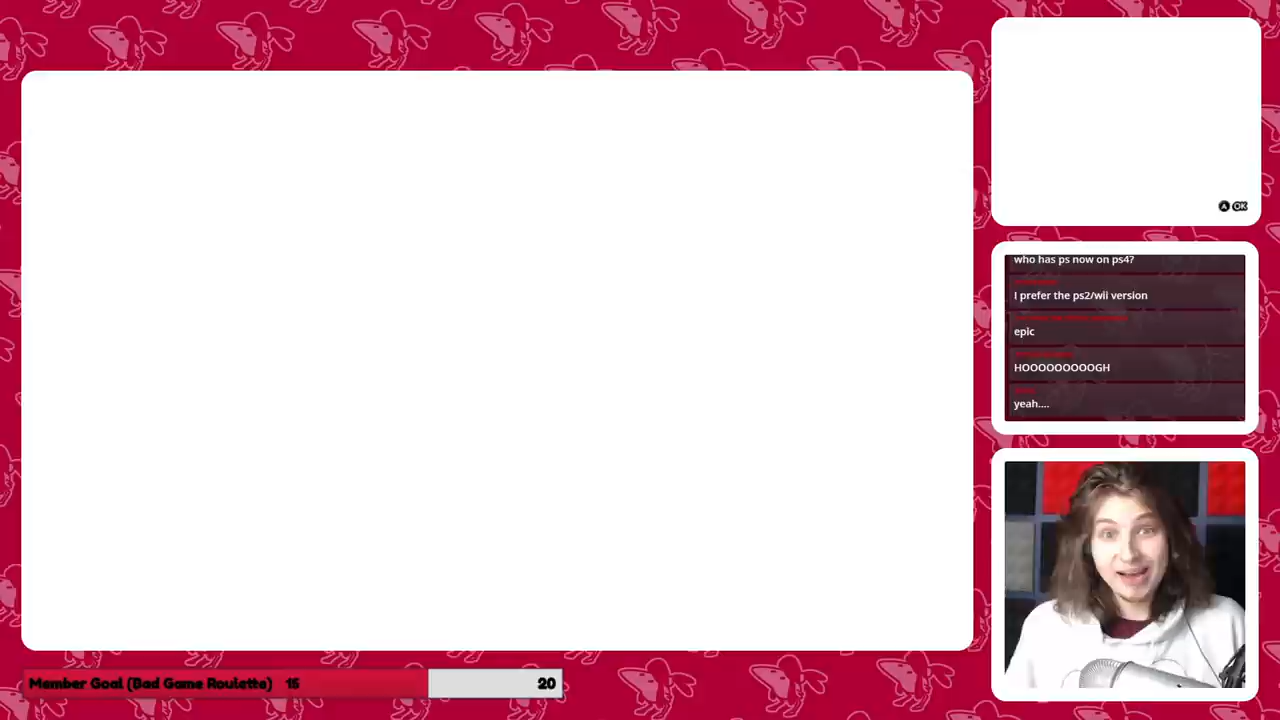 A OK
who has ps now on ps4?
I prefer the ps2/wii version
epic
HOOOOOOOOOGH
yeah....
Member Goal (Bad Game Roulette) 15
20